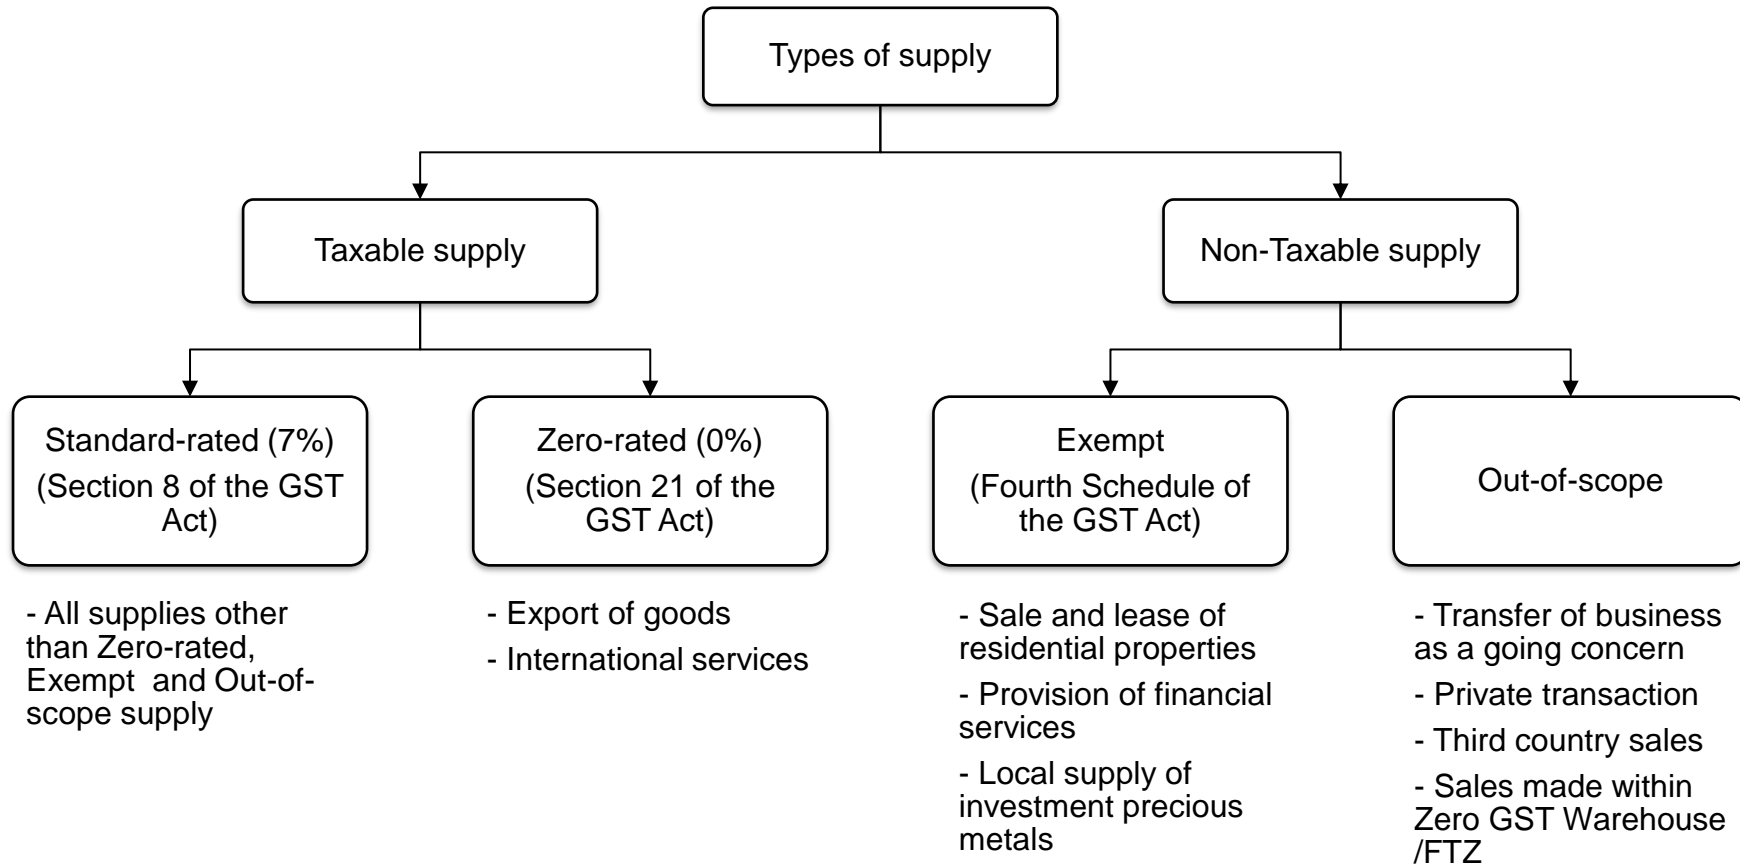 Types of supply
Taxable supply
Non-Taxable supply
Standard-rated (7%)
(Section 8 of the GST
Act)
Zero-rated (0%)
(Section 21 of the
GST Act)
Exempt
(Fourth Schedule of
the GST Act)
Out-of-scope
- All supplies other
than Zero-rated,
Exempt and Out-of-
scope supply
- Export of goods
- International services
- Sale and lease of
residential properties
- Provision of financial
services
- Local supply of
investment precious
metals
- Transfer of business
as a going concern
- Private transaction
- Third country sales
- Sales made within
Zero GST Warehouse
/FTZ